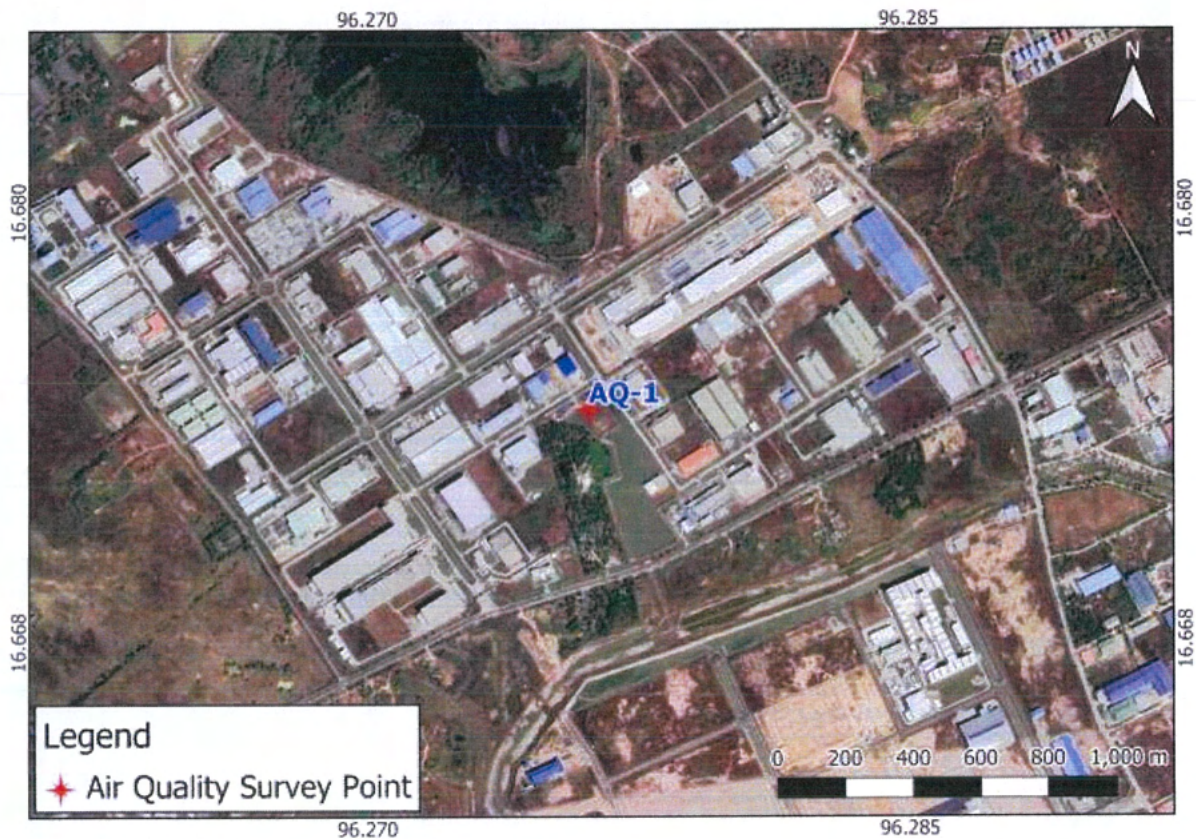 96.270 96.285
N
16.680 16.680
AQ-1
16.668 16.668
Legend
Air Quality Survey Point
0 200 400 600 800 1,000 m
96.270 96.285